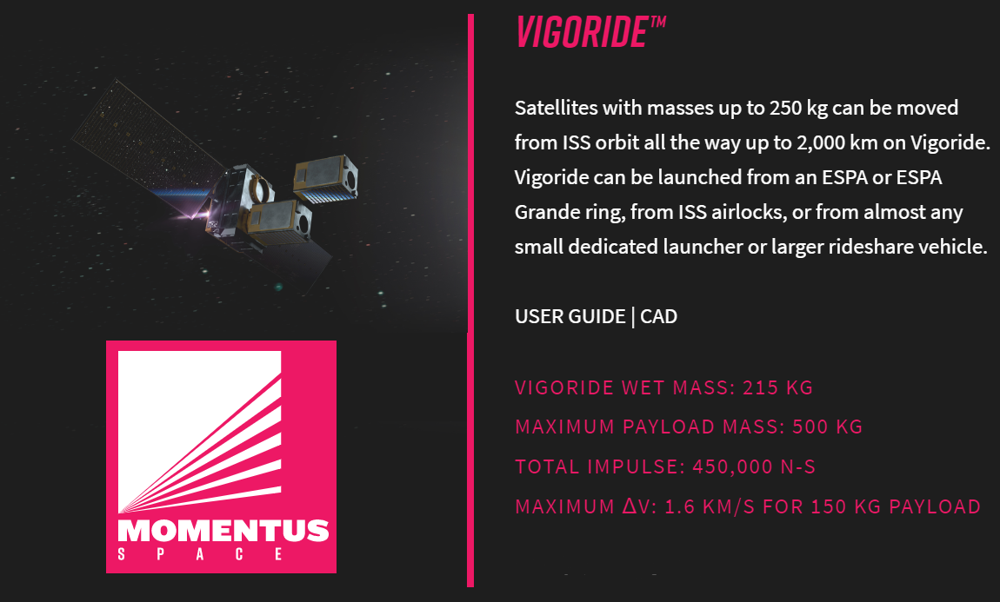 VIGORIDE™
Satellites with masses up to 250 kg can be moved
from ISS orbit all the way up to 2,000 km on Vigoride.
Vigoride can be launched from an ESPA or ESPA
Grande ring, from ISS airlocks, or from almost any
small dedicated launcher or larger rideshare vehicle.
USER GUIDE | CAD
VIGORIDE WET MASS: 215 KG
MAXIMUM PAYLOAD MASS: 500 KG
TOTAL IMPULSE: 450,000 N-S
MAXIMUM ΔV: 1.6 KM/S FOR 150 KG PAYLOAD
MOMENTUS
SPACE